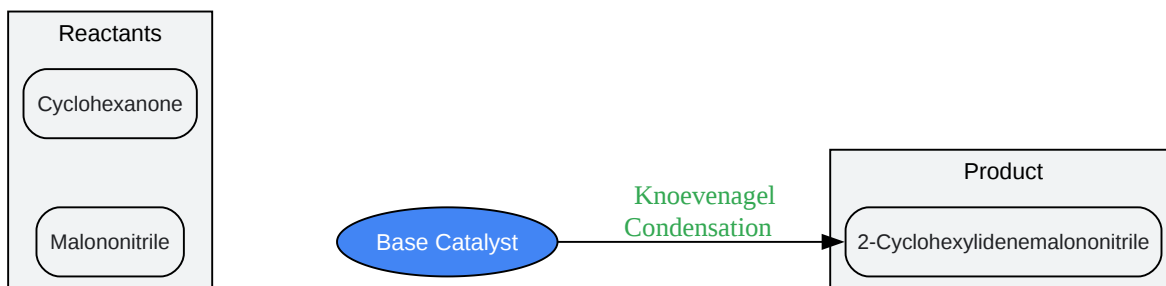 Reactants
Cyclohexanone
Malononitrile
Base Catalyst
Knoevenagel
Condensation
Product
2-Cyclohexylidenemalononitrile